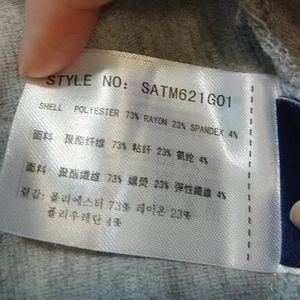 STYLE NO: SATM621G01
SHELL POLYESTER 73% RAYON 23% SPANDEX 4%
面料 聚酯纤维 73% 粘纤 23% 氨纶 4%
面料 聚酯纖維 73% 嫘縈 23% 彈性纖維 4%
겉감: 폴리에스터 73% 레이온 23%
폴리우레탄 4%